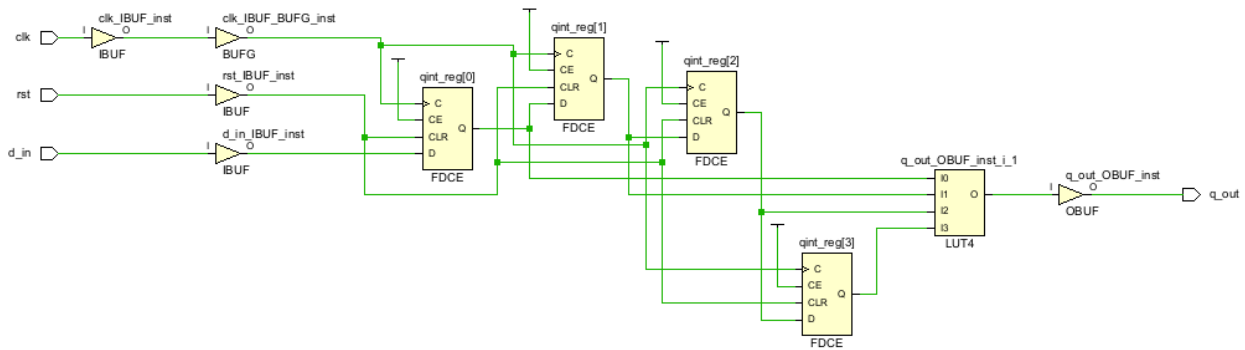 clk
I
clk_IBUF_inst
O
IBUF
I
clk_IBUF_BUFG_inst
O
BUFG
rst
I
rst_IBUF_inst
O
IBUF
d_in
I
d_in_IBUF_inst
O
IBUF
qint_reg[0]
C
CE
CLR
D
Q
FDCE
qint_reg[1]
C
CE
CLR
D
Q
FDCE
qint_reg[2]
C
CE
CLR
D
Q
FDCE
qint_reg[3]
C
CE
CLR
D
Q
FDCE
q_out_OBUF_inst_i_1
I0
I1
I2
I3
O
LUT4
I
q_out_OBUF_inst
O
OBUF
q_out